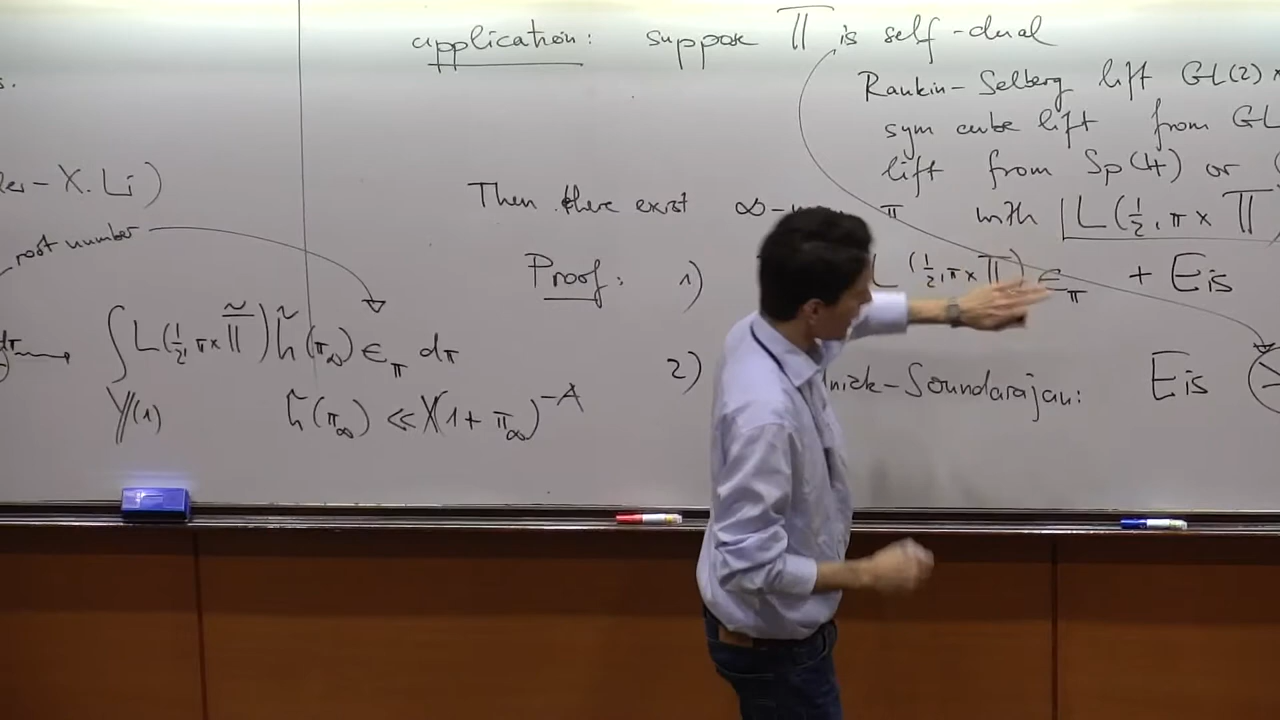 application: suppose Π is self-dual
Rankin-Selberg lift GL(2) ×
s.
sym cube lift from GL
lift from Sp(4) or (
er - X. Li)
Then there exist ∞- π with L(1/2, π × Π
root number
Proof: 1) L(1/2, π × Π) ε_π + Eis
∫ L(1/2, π × Π̃) h̃(π_∞) ε_π dπ
Y(1) h̃(π_∞) ≪ X(1 + π_∞)^{-A}
2) nick-Soundarajan: Eis